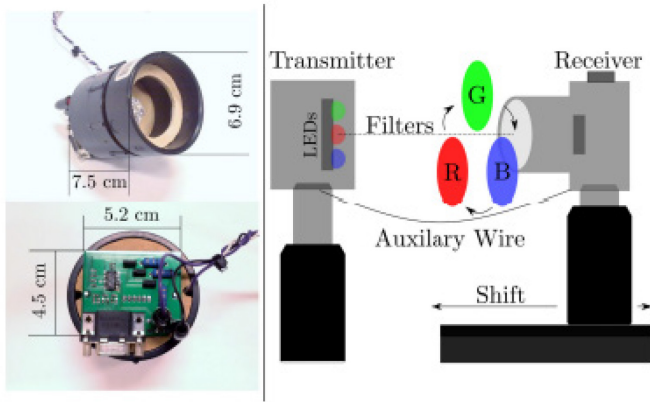 6.9 cm
7.5 cm
5.2 cm
4.5 cm
Transmitter
Receiver
LEDs
Filters
G
R
B
Auxilary Wire
Shift